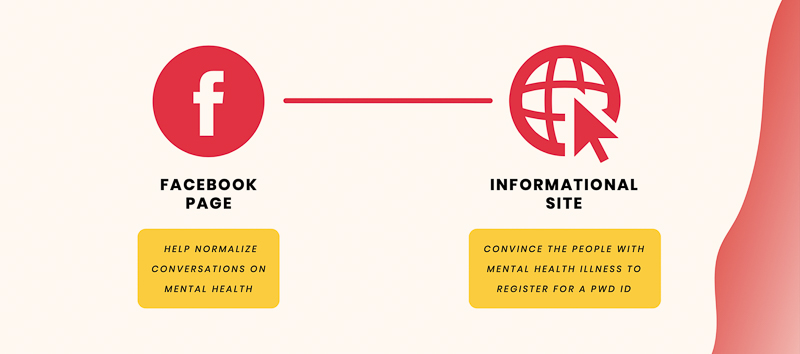 FACEBOOK
PAGE
HELP NORMALIZE
CONVERSATIONS ON
MENTAL HEALTH
INFORMATIONAL
SITE
CONVINCE THE PEOPLE WITH
MENTAL HEALTH ILLNESS TO
REGISTER FOR A PWD ID